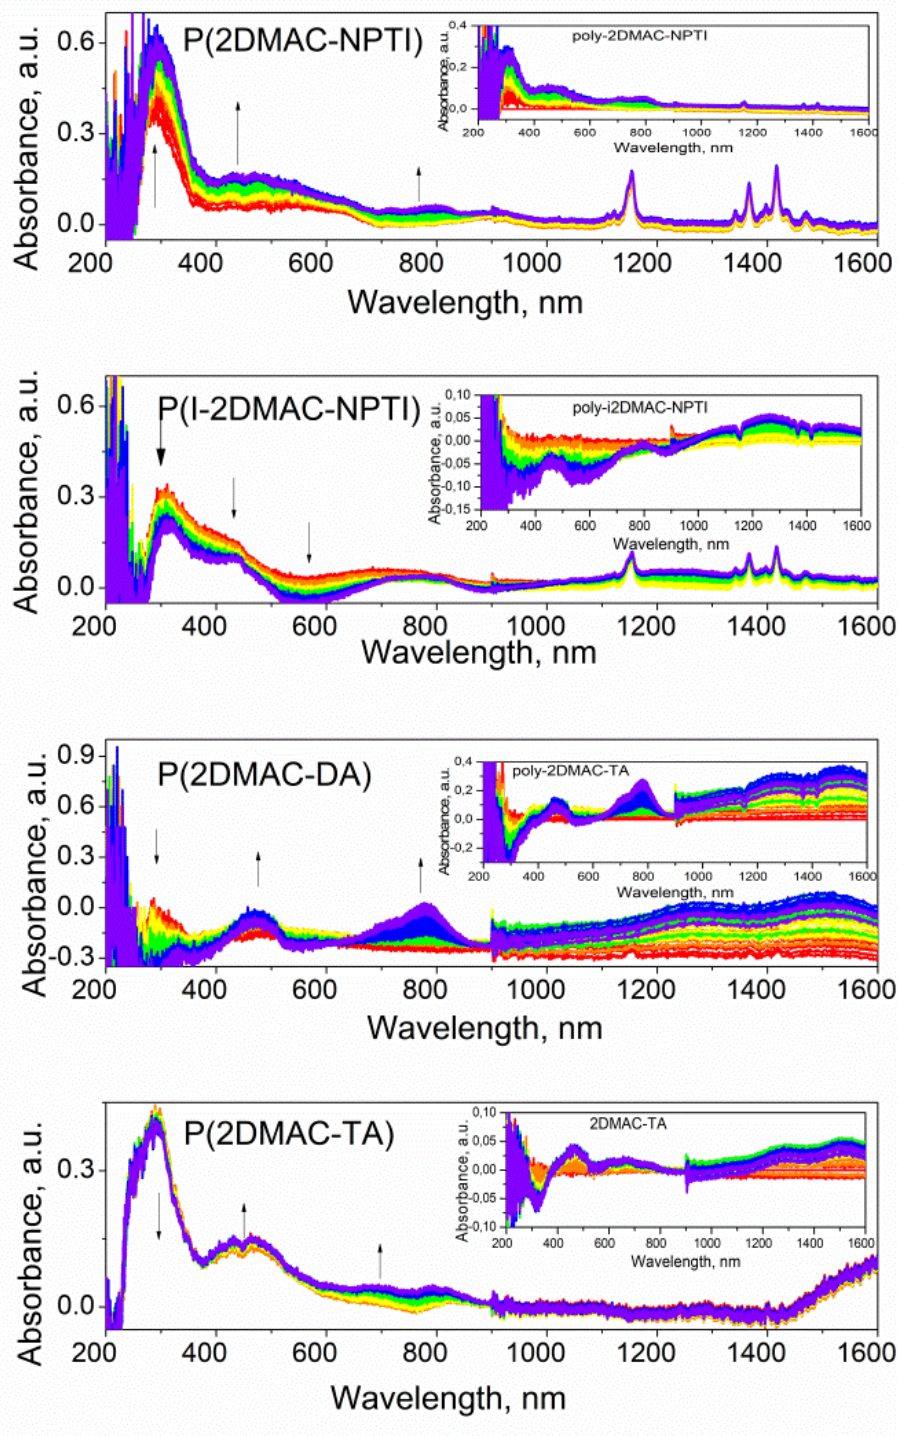 P(2DMAC-NPTI)
Absorbance, a.u.
0.6
0.3
0.0
200 400 600 800 1000 1200 1400 1600
Wavelength, nm
poly-2DMAC-NPTI
Absorbance, a.u.
0,4
0,2
0,0
200 400 600 800 1000 1200 1400 1600
Wavelength, nm
P(I-2DMAC-NPTI)
Absorbance, a.u.
0.6
0.3
0.0
200 400 600 800 1000 1200 1400 1600
Wavelength, nm
poly-i2DMAC-NPTI
Absorbance, a.u.
0,10
0,05
0,00
-0,05
-0,10
-0,15
200 400 600 800 1000 1200 1400 1600
Wavelength, nm
P(2DMAC-DA)
Absorbance, a.u.
0.9
0.6
0.3
0.0
-0.3
200 400 600 800 1000 1200 1400 1600
Wavelength, nm
poly-2DMAC-TA
Absorbance, a.u.
0,4
0,2
0,0
-0,2
200 400 600 800 1000 1200 1400 1600
Wavelength, nm
P(2DMAC-TA)
Absorbance, a.u.
0.3
0.0
200 400 600 800 1000 1200 1400 1600
Wavelength, nm
2DMAC-TA
Absorbance, a.u.
0,10
0,05
0,00
-0,05
-0,10
200 400 600 800 1000 1200 1400 1600
Wavelength, nm